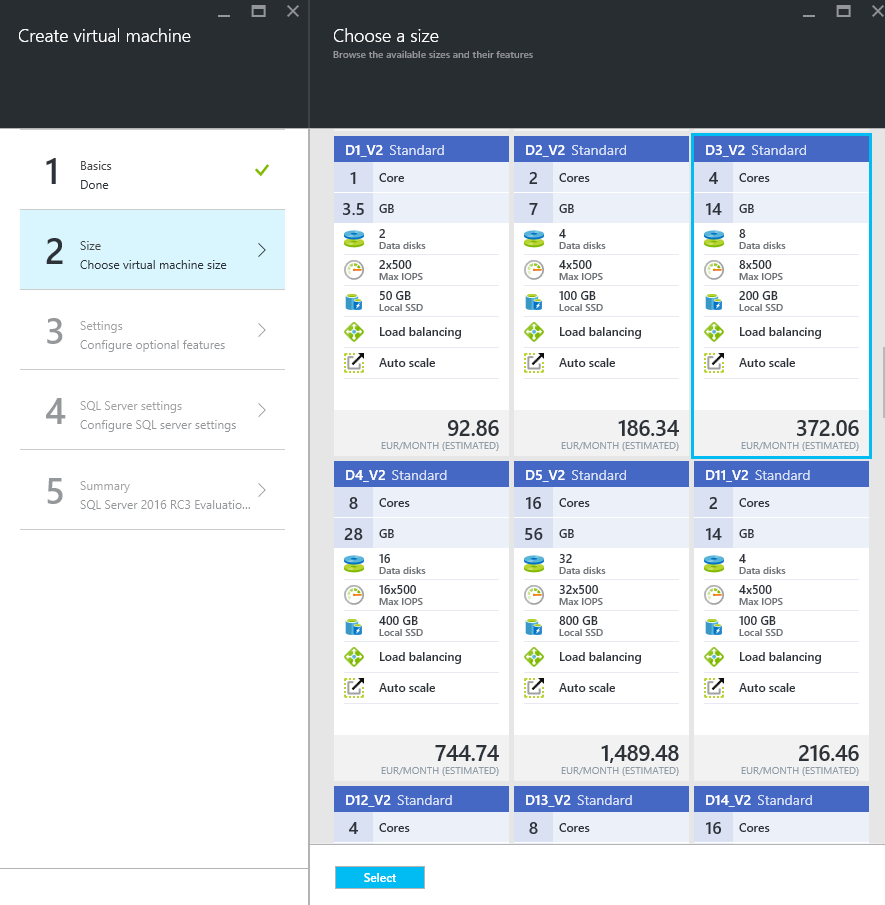 Create virtual machine
1
Basics
Done
2
Size
Choose virtual machine size
3
Settings
Configure optional features
4
SQL Server settings
Configure SQL server settings
5
Summary
SQL Server 2016 RC3 Evaluatio...
Choose a size
Browse the available sizes and their features
D1_V2 Standard
1 Core
3.5 GB
2
Data disks
2x500
Max IOPS
50 GB
Local SSD
Load balancing
Auto scale
92.86
EUR/MONTH (ESTIMATED)
D2_V2 Standard
2 Cores
7 GB
4
Data disks
4x500
Max IOPS
100 GB
Local SSD
Load balancing
Auto scale
186.34
EUR/MONTH (ESTIMATED)
D3_V2 Standard
4 Cores
14 GB
8
Data disks
8x500
Max IOPS
200 GB
Local SSD
Load balancing
Auto scale
372.06
EUR/MONTH (ESTIMATED)
D4_V2 Standard
8 Cores
28 GB
16
Data disks
16x500
Max IOPS
400 GB
Local SSD
Load balancing
Auto scale
744.74
EUR/MONTH (ESTIMATED)
D5_V2 Standard
16 Cores
56 GB
32
Data disks
32x500
Max IOPS
800 GB
Local SSD
Load balancing
Auto scale
1,489.48
EUR/MONTH (ESTIMATED)
D11_V2 Standard
2 Cores
14 GB
4
Data disks
4x500
Max IOPS
100 GB
Local SSD
Load balancing
Auto scale
216.46
EUR/MONTH (ESTIMATED)
D12_V2 Standard
4 Cores
D13_V2 Standard
8 Cores
D14_V2 Standard
16 Cores
Select